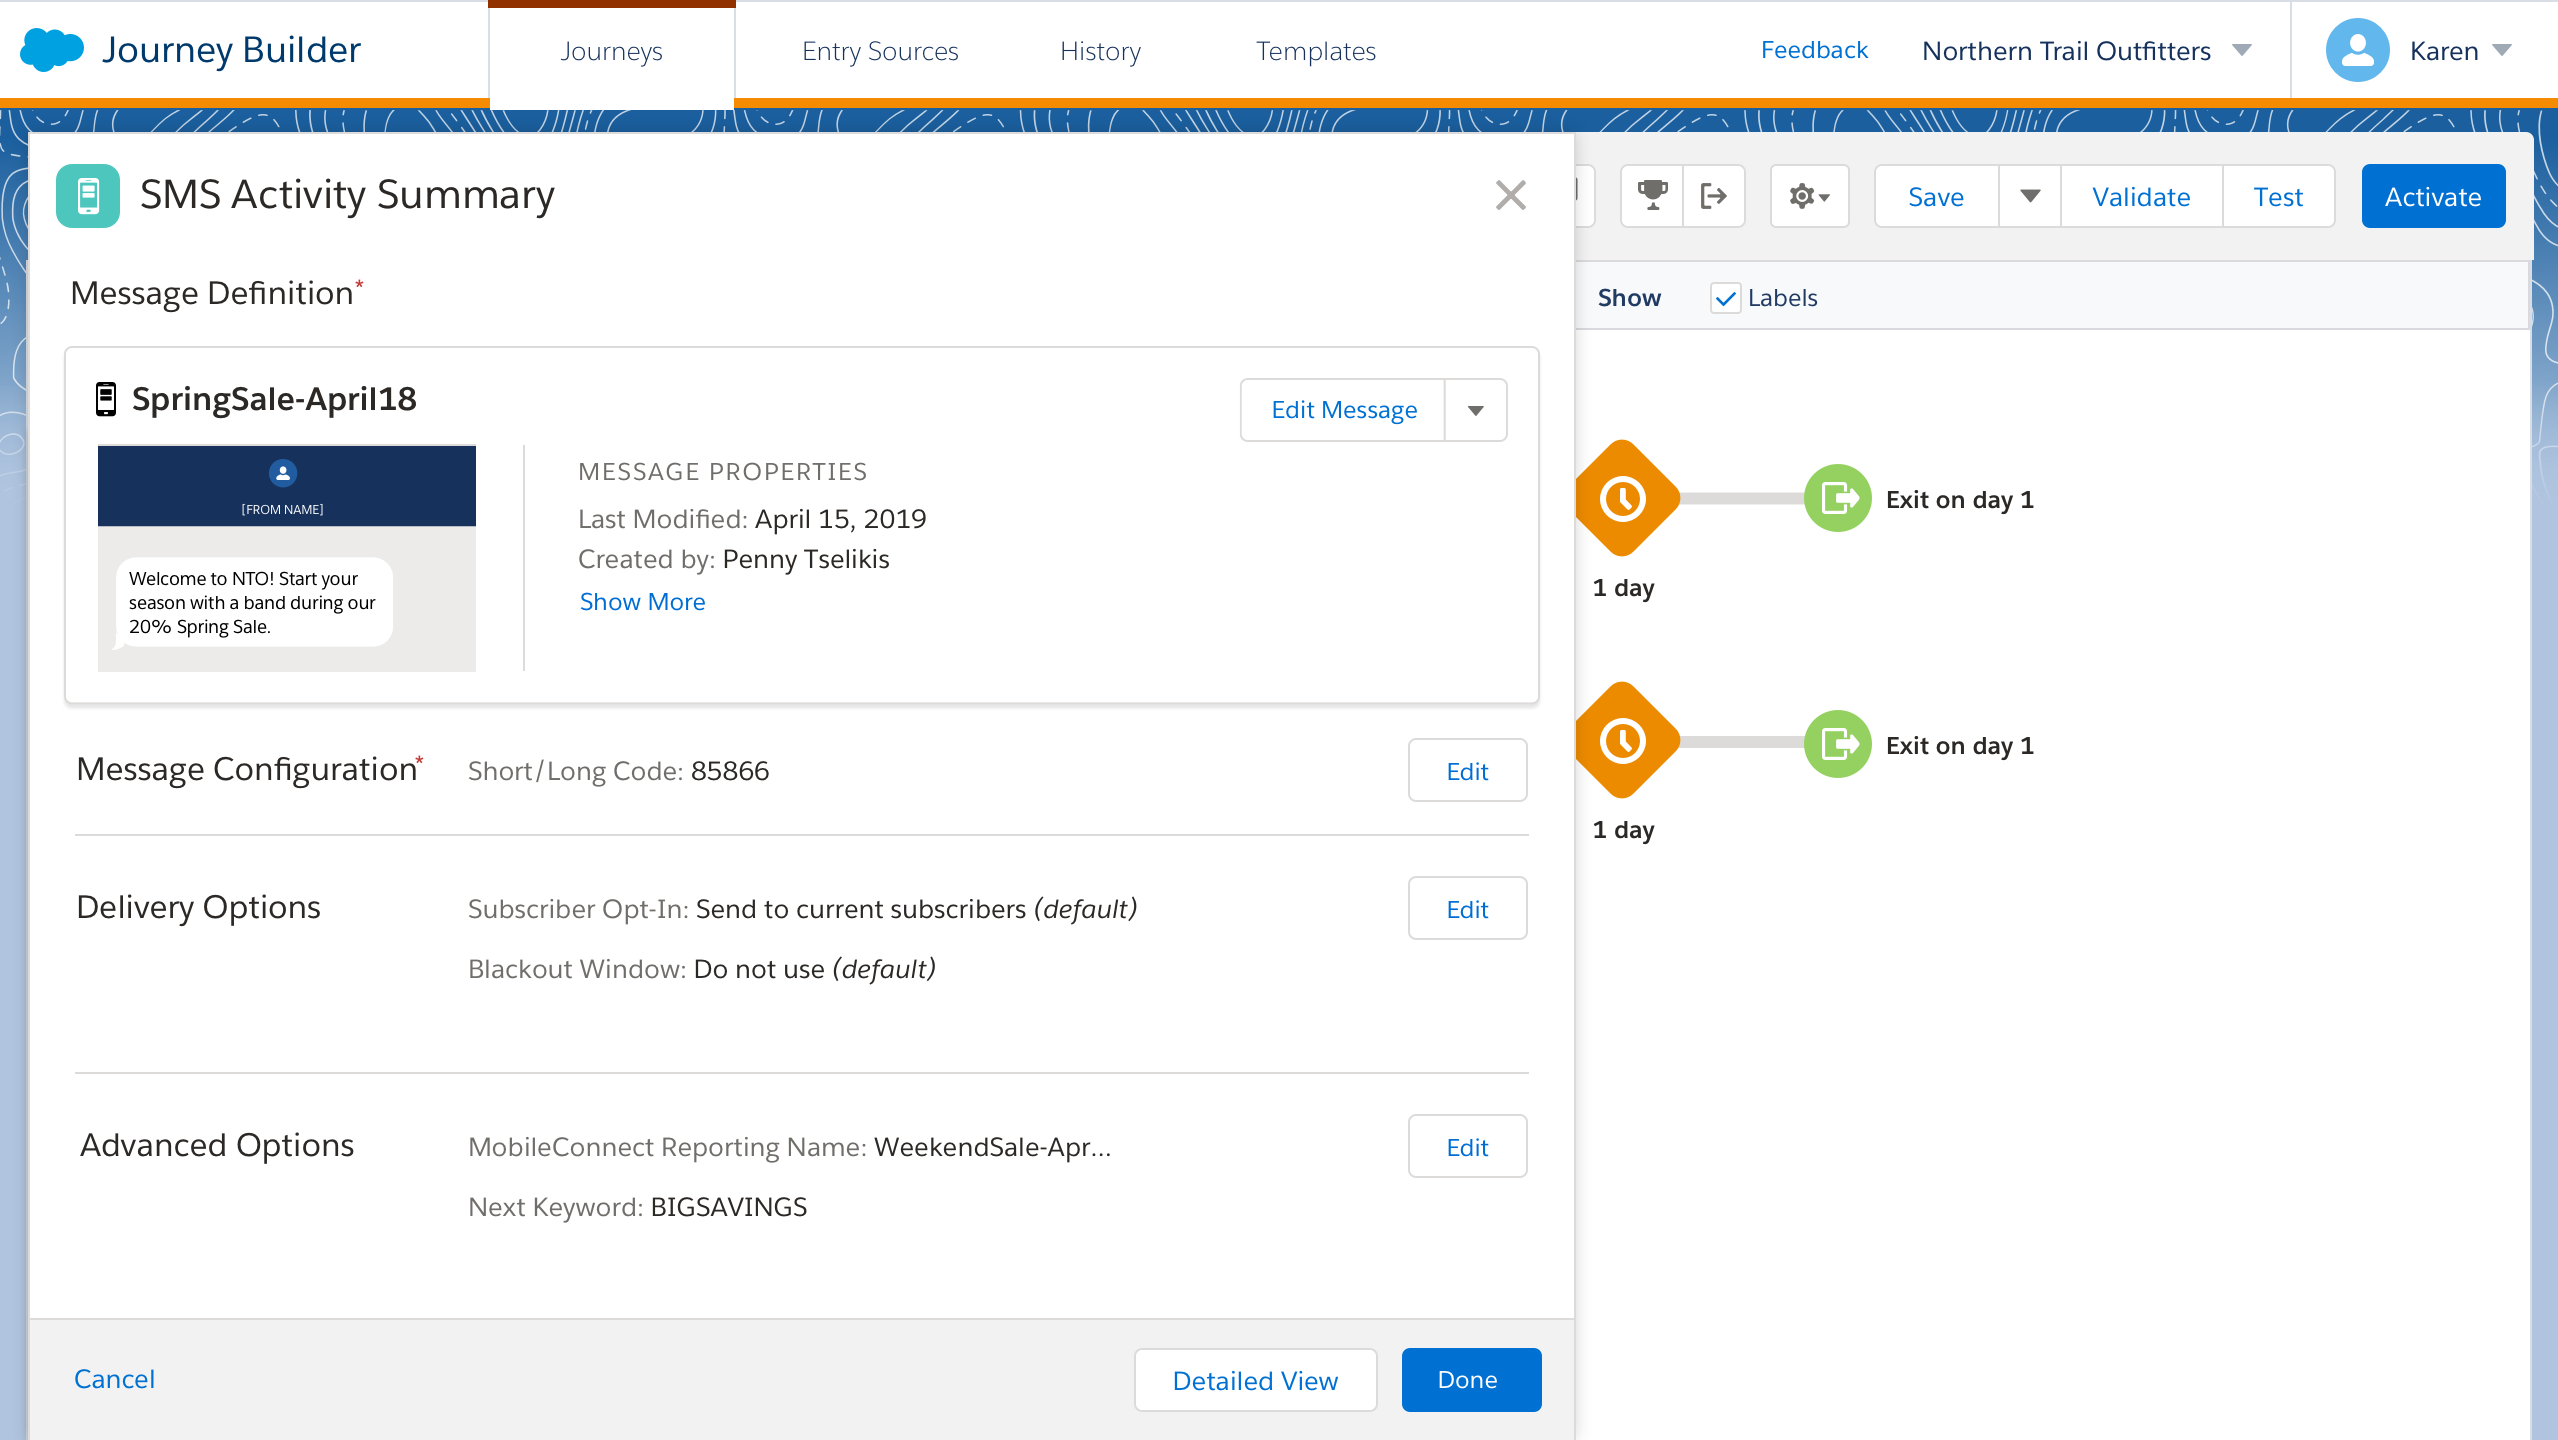 Journey Builder
Journeys
Entry Sources
History
Templates
Feedback
Northern Trail Outfitters
Karen
SMS Activity Summary
Save
Validate
Test
Activate
Message Definition*
Show
Labels
SpringSale-April18
Edit Message
[FROM NAME]
Welcome to NTO! Start your
season with a band during our
20% Spring Sale.
MESSAGE PROPERTIES
Last Modified: April 15, 2019
Created by: Penny Tselikis
Show More
Exit on day 1
1 day
Exit on day 1
1 day
Message Configuration*
Short/Long Code: 85866
Edit
Delivery Options
Subscriber Opt-In: Send to current subscribers (default)
Edit
Blackout Window: Do not use (default)
Advanced Options
MobileConnect Reporting Name: WeekendSale-Apr...
Edit
Next Keyword: BIGSAVINGS
Cancel
Detailed View
Done